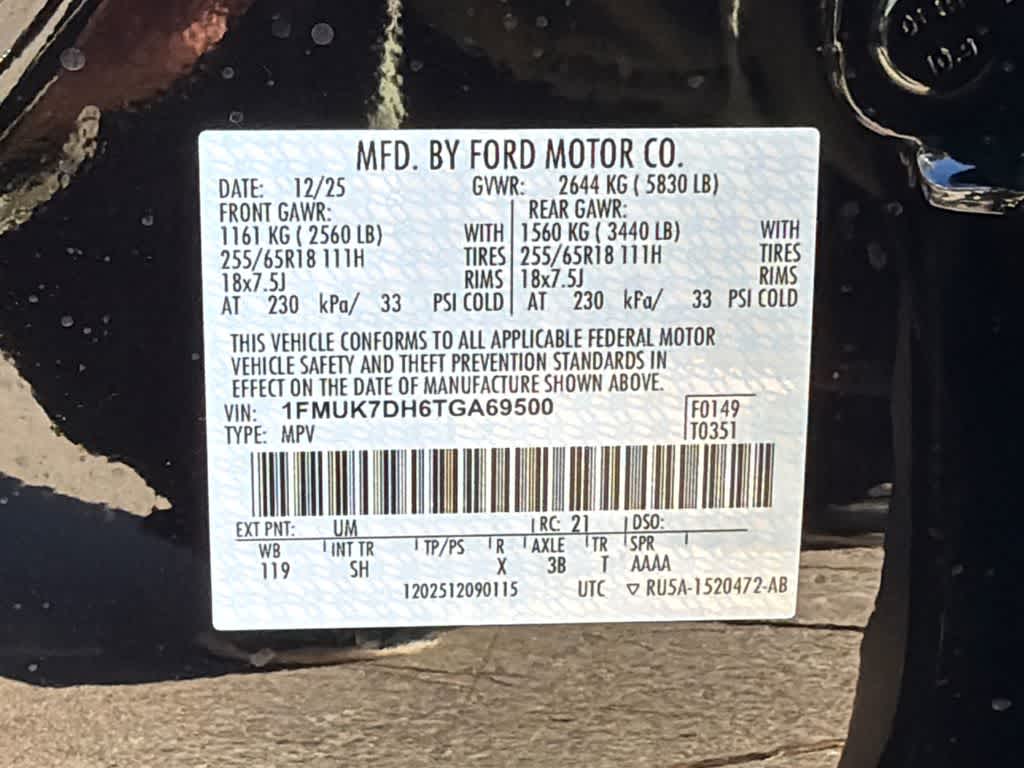 MFD. BY FORD MOTOR CO.
DATE: 12/25 GVWR: 2644 KG ( 5830 LB)
FRONT GAWR: REAR GAWR:
1161 KG ( 2560 LB) WITH 1560 KG ( 3440 LB) WITH
255/65R18 111H TIRES 255/65R18 111H TIRES
18x7.5J RIMS 18x7.5J RIMS
AT 230 kPa/ 33 PSI COLD AT 230 kPa/ 33 PSI COLD
THIS VEHICLE CONFORMS TO ALL APPLICABLE FEDERAL MOTOR
VEHICLE SAFETY AND THEFT PREVENTION STANDARDS IN
EFFECT ON THE DATE OF MANUFACTURE SHOWN ABOVE.
VIN: 1FMUK7DH6TGA69500 F0149
TYPE: MPV T0351
EXT PNT: UM RC: 21 DSO:
WB INT TR TP/PS R AXLE TR SPR
119 SH X 3B T AAAA
1202512090115 UTC ▽ RU5A-1520472-AB